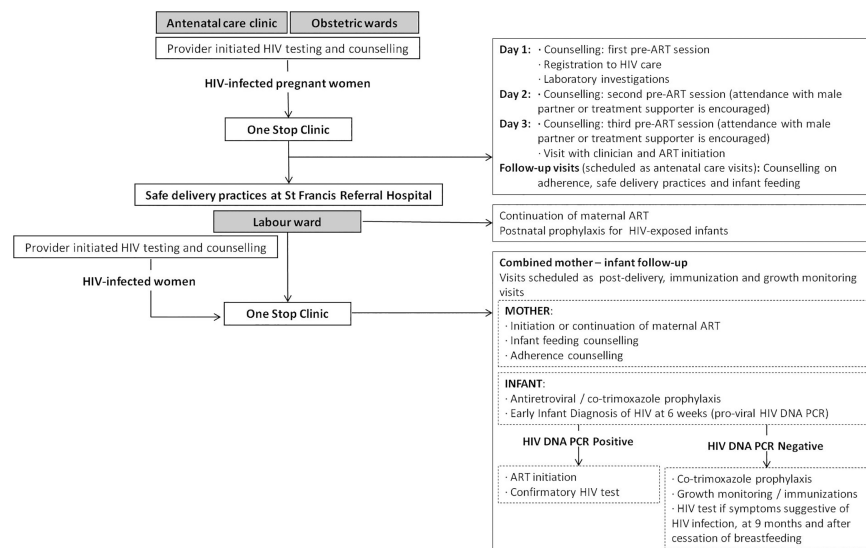 Antenatal care clinic
Obstetric wards
Provider initiated HIV testing and counselling
HIV-infected pregnant women
One Stop Clinic
Day 1: · Counselling: first pre-ART session
· Registration to HIV care
· Laboratory investigations
Day 2: · Counselling: second pre-ART session (attendance with male
partner or treatment supporter is encouraged)
Day 3: · Counselling: third pre-ART session (attendance with male
partner or treatment supporter is encouraged)
· Visit with clinician and ART initiation
Follow-up visits (scheduled as antenatal care visits): Counselling on
adherence, safe delivery practices and infant feeding
Safe delivery practices at St Francis Referral Hospital
Labour ward
Continuation of maternal ART
Postnatal prophylaxis for HIV-exposed infants
Provider initiated HIV testing and counselling
HIV-infected women
One Stop Clinic
Combined mother – infant follow-up
Visits scheduled as post-delivery, immunization and growth monitoring
visits
MOTHER:
· Initiation or continuation of maternal ART
· Infant feeding counselling
· Adherence counselling
INFANT:
· Antiretroviral / co-trimoxazole prophylaxis
· Early Infant Diagnosis of HIV at 6 weeks (pro-viral HIV DNA PCR)
HIV DNA PCR Positive
HIV DNA PCR Negative
· ART initiation
· Confirmatory HIV test
· Co-trimoxazole prophylaxis
· Growth monitoring / immunizations
· HIV test if symptoms suggestive of
HIV infection, at 9 months and after
cessation of breastfeeding